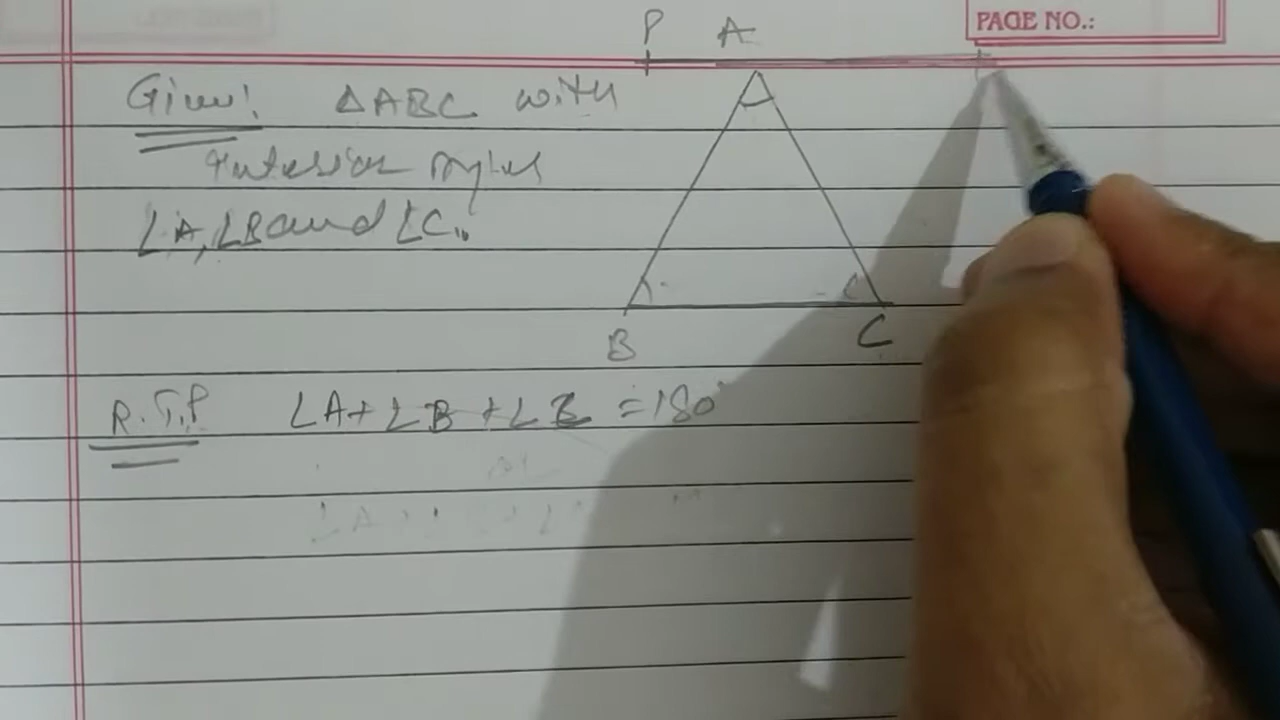 PAGE NO.:
P A
Given: ΔABC with
interior angles
∠A, ∠B and ∠C.
B C
R.T.P ∠A+∠B+∠C =180°